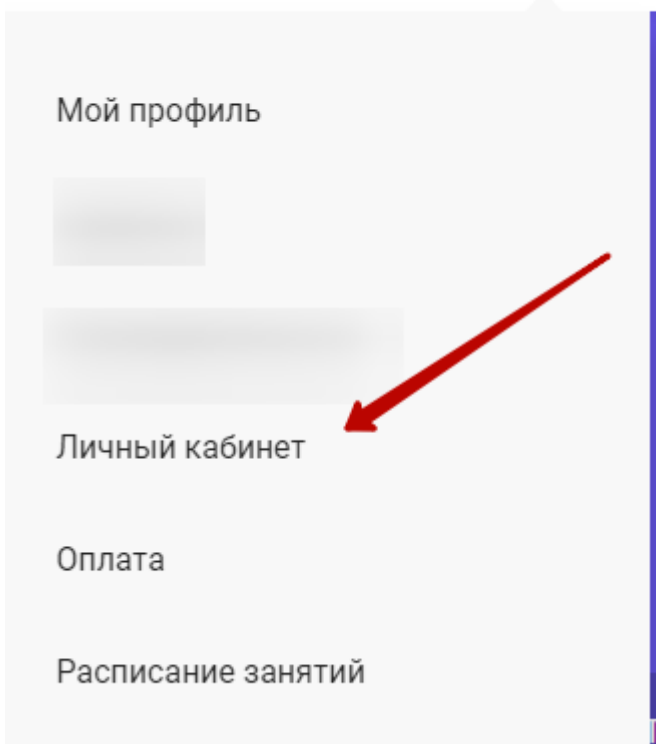 Мой профиль
Личный кабинет
Оплата
Расписание занятий